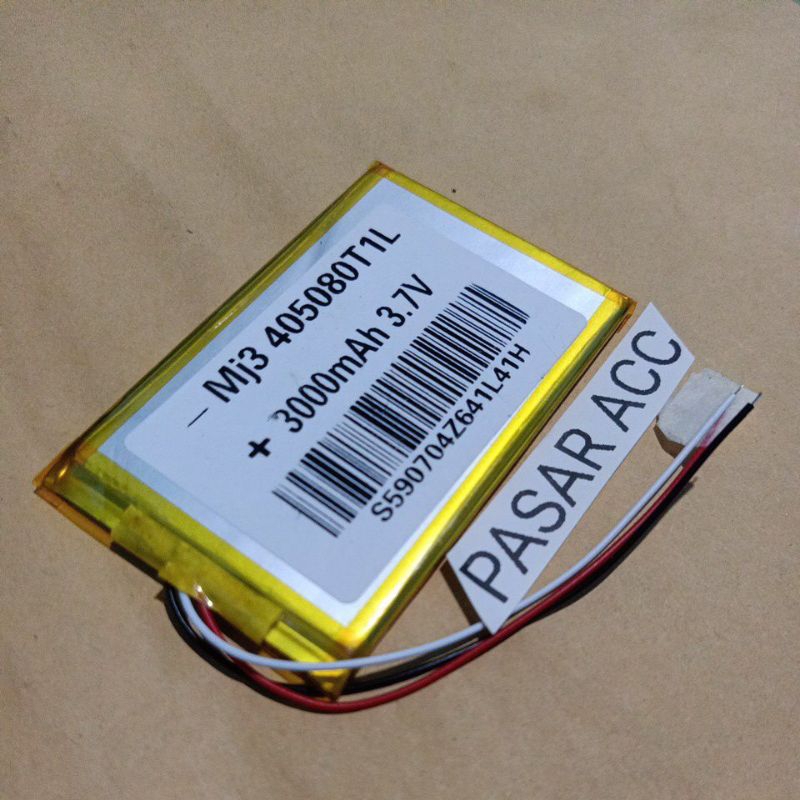 − Mj3 405080T1L
+ 3000mAh 3.7V
S590704Z641L41H
PASAR ACC